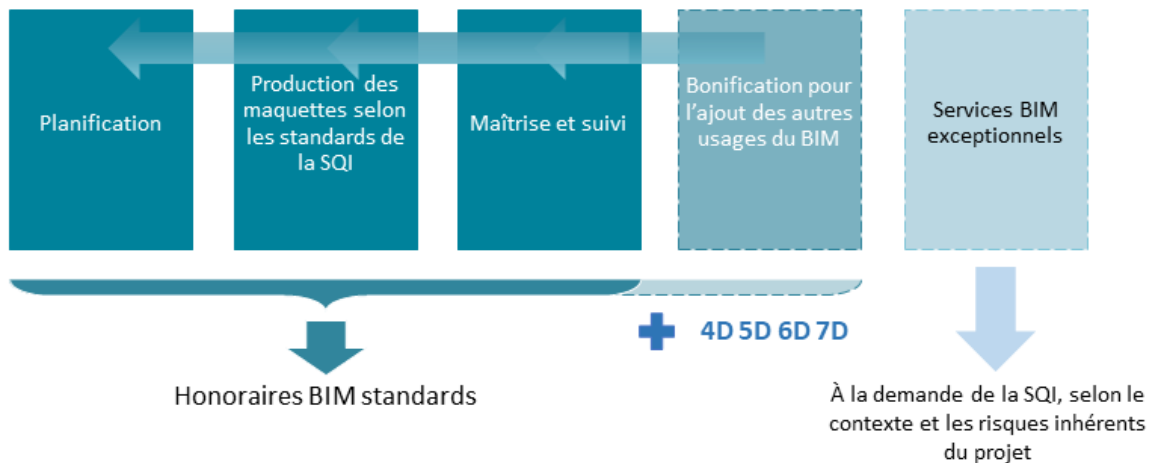 Planification
Production des
maquettes selon
les standards de
la SQI
Maîtrise et suivi
Bonification pour
l'ajout des autres
usages du BIM
Services BIM
exceptionnels
4D 5D 6D 7D
Honoraires BIM standards
À la demande de la SQI, selon le
contexte et les risques inhérents
du projet